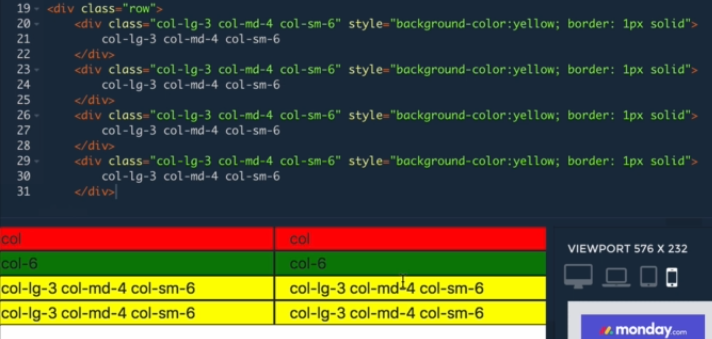 19 <div class="row">
20 <div class="col-lg-3 col-md-4 col-sm-6" style="background-color:yellow; border: 1px solid">
21 col-lg-3 col-md-4 col-sm-6
22 </div>
23 <div class="col-lg-3 col-md-4 col-sm-6" style="background-color:yellow; border: 1px solid">
24 col-lg-3 col-md-4 col-sm-6
25 </div>
26 <div class="col-lg-3 col-md-4 col-sm-6" style="background-color:yellow; border: 1px solid">
27 col-lg-3 col-md-4 col-sm-6
28 </div>
29 <div class="col-lg-3 col-md-4 col-sm-6" style="background-color:yellow; border: 1px solid">
30 col-lg-3 col-md-4 col-sm-6
31 </div>
col col
col-6 col-6
col-lg-3 col-md-4 col-sm-6 col-lg-3 col-md-4 col-sm-6
col-lg-3 col-md-4 col-sm-6 col-lg-3 col-md-4 col-sm-6
VIEWPORT 576 X 232
monday.com